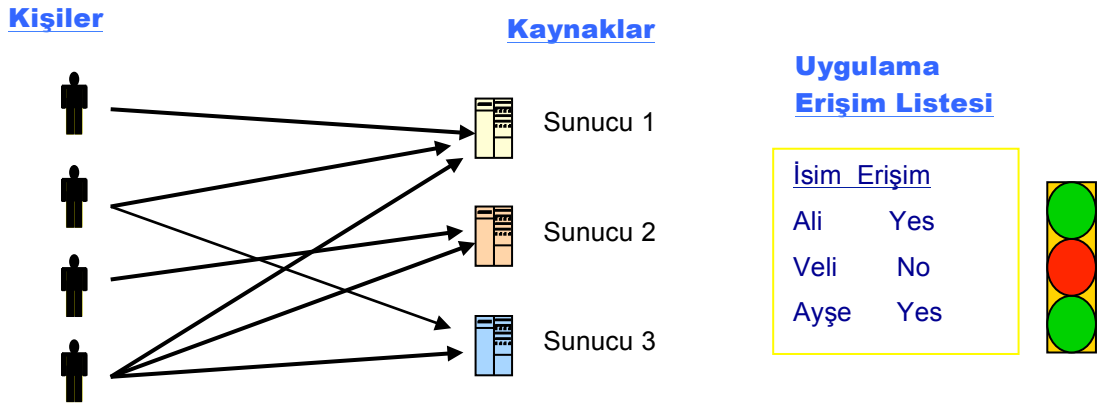 Kişiler
Kaynaklar
Sunucu 1
Sunucu 2
Sunucu 3
Uygulama
Erişim Listesi
İsim Erişim
Ali Yes
Veli No
Ayşe Yes